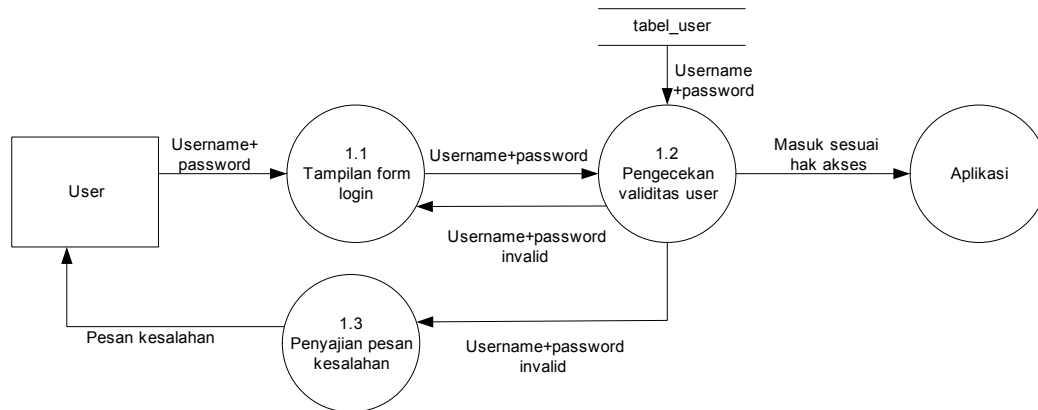 tabel_user
Username
+password
User
Username+
password
1.1
Tampilan form
login
Username+password
1.2
Pengecekan
validitas user
Masuk sesuai
hak akses
Aplikasi
Username+password
invalid
Pesan kesalahan
1.3
Penyajian pesan
kesalahan
Username+password
invalid